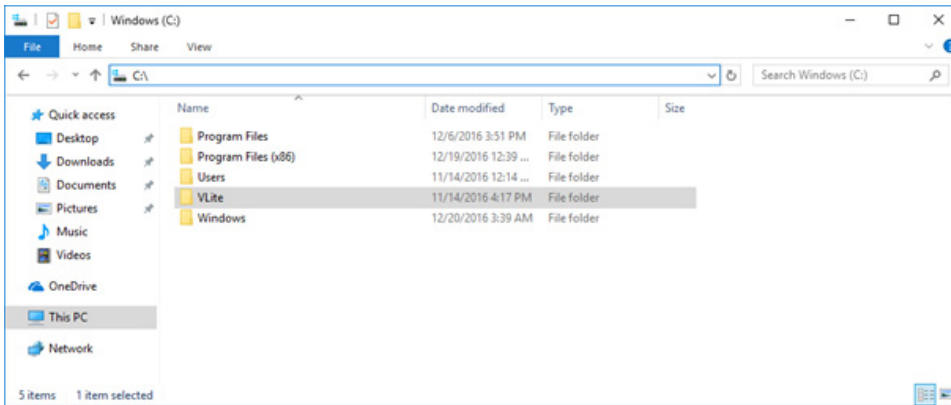 Windows (C:)
File Home Share View
C:\ Search Windows (C:)
Name Date modified Type Size
Quick access
Desktop
Downloads
Documents
Pictures
Music
Videos
OneDrive
This PC
Network
Program Files 12/6/2016 3:51 PM File folder
Program Files (x86) 12/19/2016 12:39 ... File folder
Users 11/14/2016 12:14 ... File folder
VLite 11/14/2016 4:17 PM File folder
Windows 12/20/2016 3:39 AM File folder
5 items 1 item selected